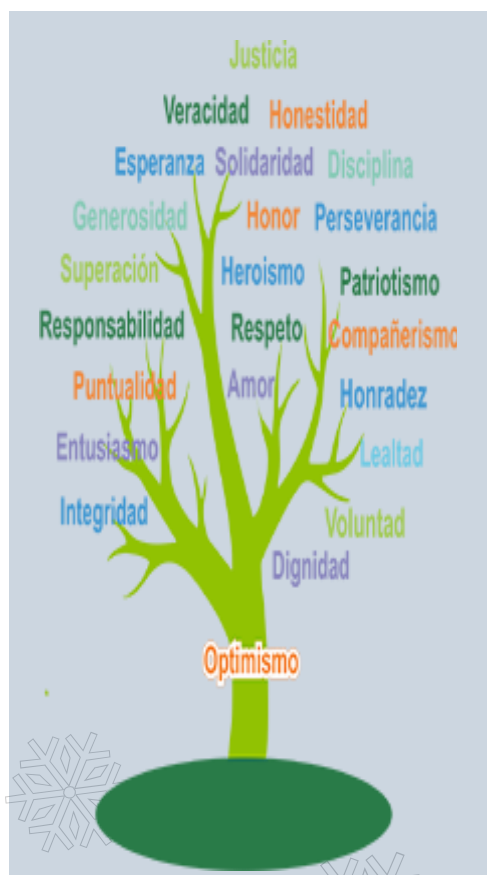 Justicia
Veracidad Honestidad
Esperanza Solidaridad Disciplina
Generosidad Honor Perseverancia
Superación Heroismo Patriotismo
Responsabilidad Respeto Compañerismo
Puntualidad Amor Honradez
Entusiasmo Lealtad
Integridad Voluntad
Dignidad
Optimismo